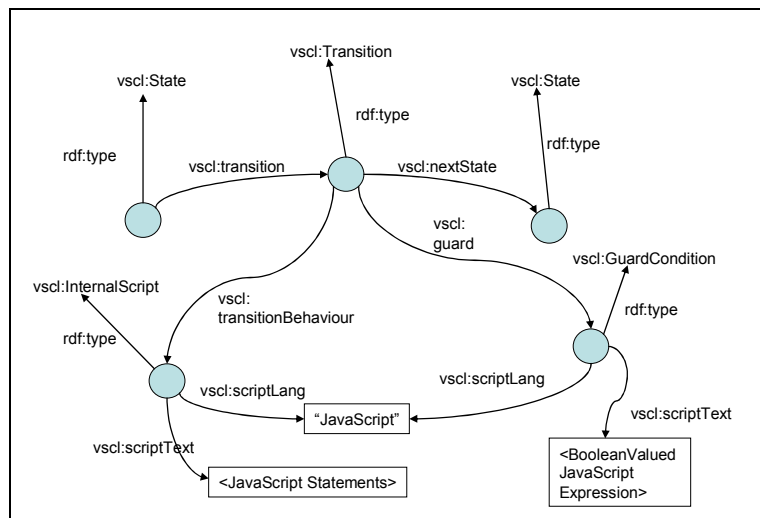 vscl:Transition
vscl:State
vscl:State
rdf:type
rdf:type
rdf:type
vscl:transition
vscl:nextState
vscl:
guard
vscl:GuardCondition
vscl:InternalScript
vscl:
transitionBehaviour
rdf:type
rdf:type
vscl:scriptLang
vscl:scriptLang
"JavaScript"
vscl:scriptText
vscl:scriptText
<BooleanValued
JavaScript
Expression>
<JavaScript Statements>